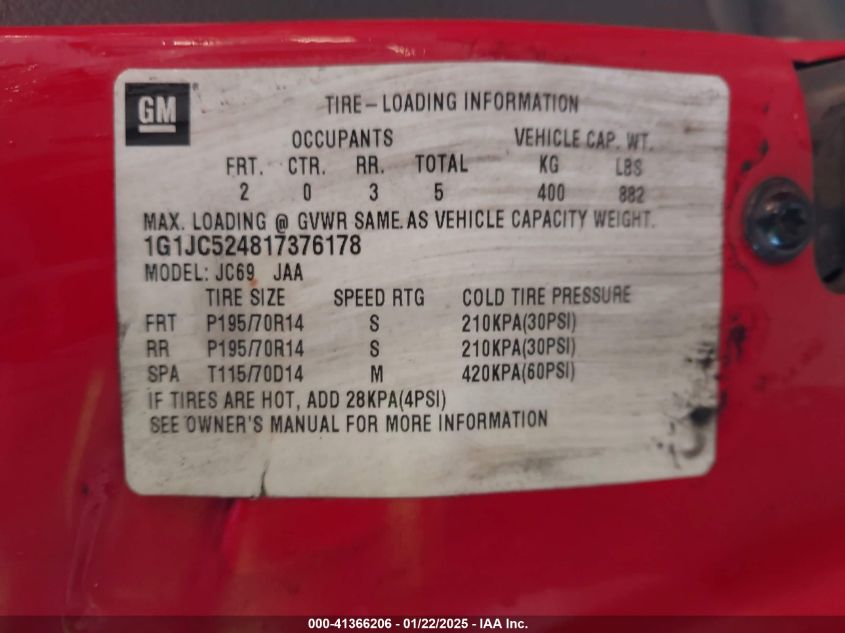 GM
TIRE-LOADING INFORMATION
OCCUPANTS VEHICLE CAP. WT.
FRT. CTR. RR. TOTAL KG LBS
2 0 3 5 400 882
MAX. LOADING @ GVWR SAME AS VEHICLE CAPACITY WEIGHT.
1G1JC524817376178
MODEL: JC69 JAA
TIRE SIZE SPEED RTG COLD TIRE PRESSURE
FRT P195/70R14 S 210KPA(30PSI)
RR P195/70R14 S 210KPA(30PSI)
SPA T115/70D14 M 420KPA(60PSI)
IF TIRES ARE HOT, ADD 28KPA(4PSI)
SEE OWNER'S MANUAL FOR MORE INFORMATION
000-41366206 - 01/22/2025 - IAA Inc.